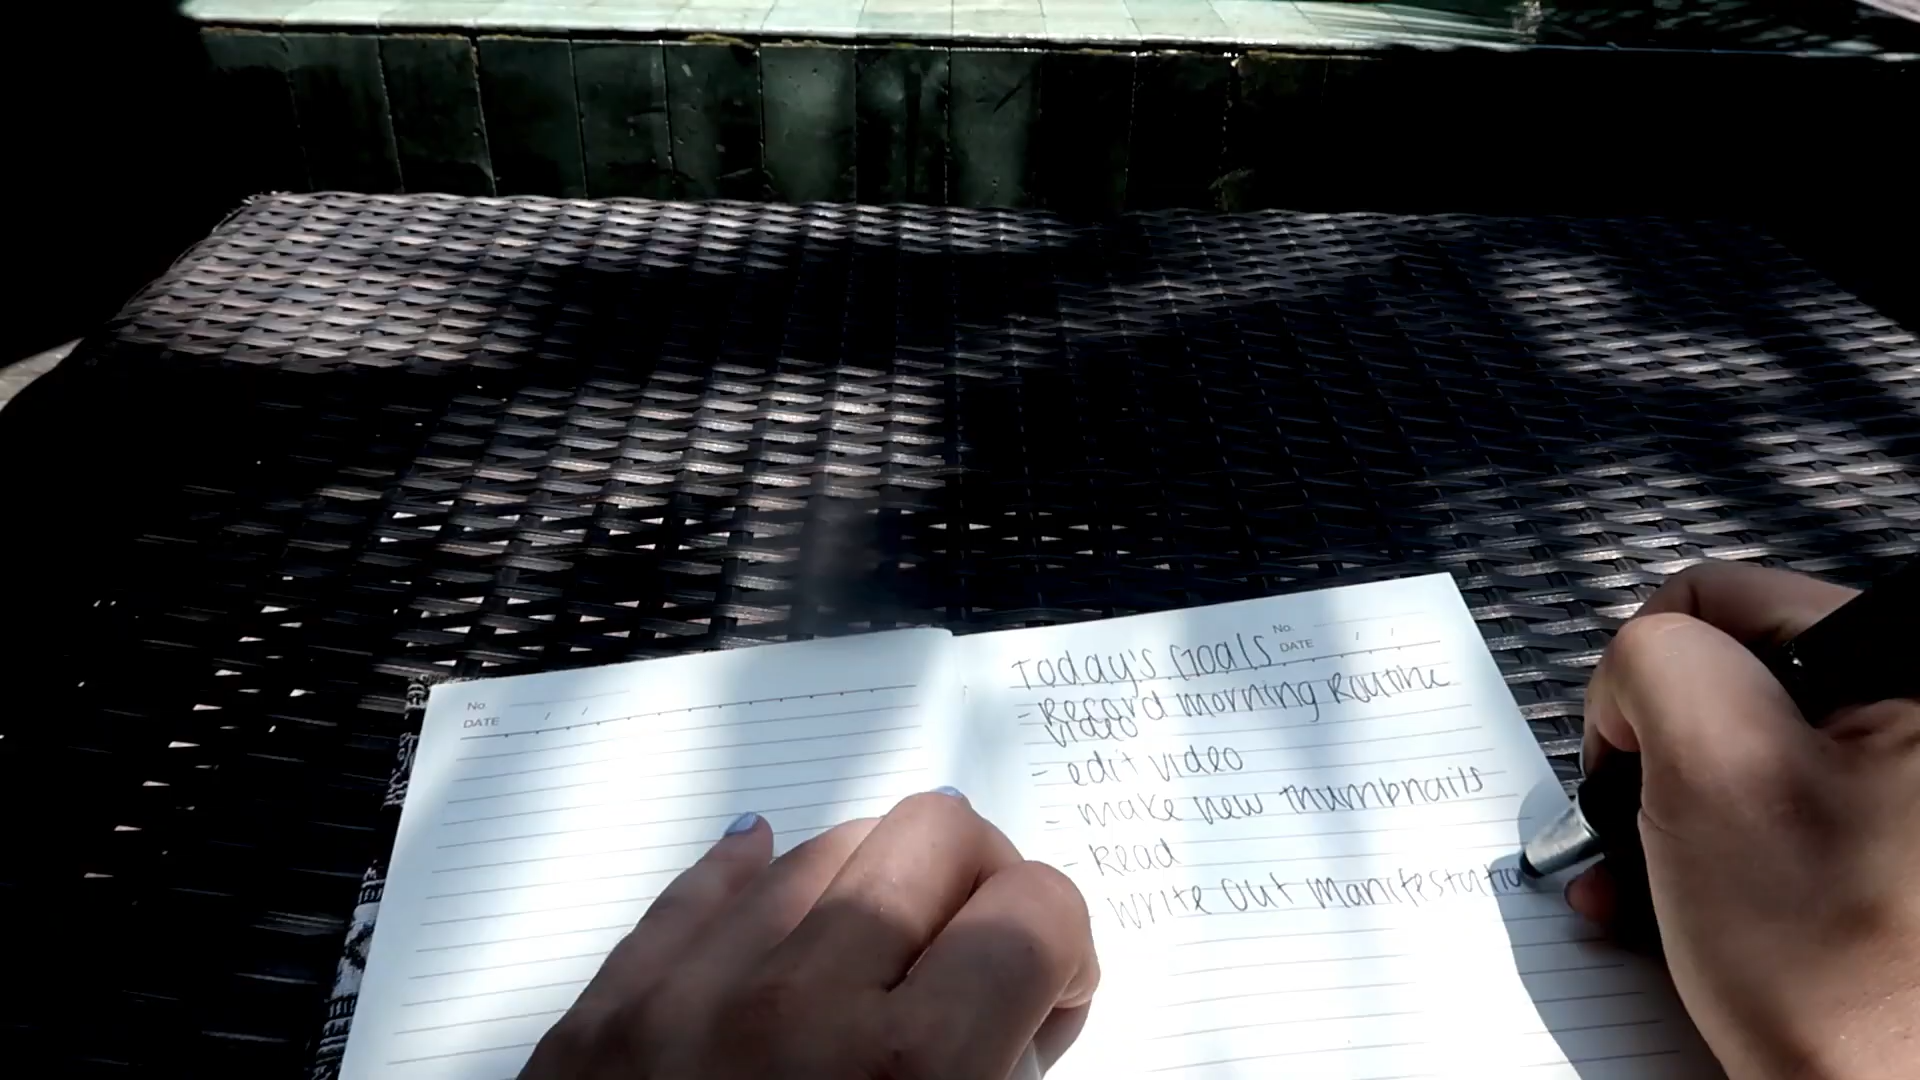 No.
DATE / /
No.
DATE / /
Today's Goals
- Record morning Routine
video
- edit video
- make new thumbnails
- Read
- write out manifestatio